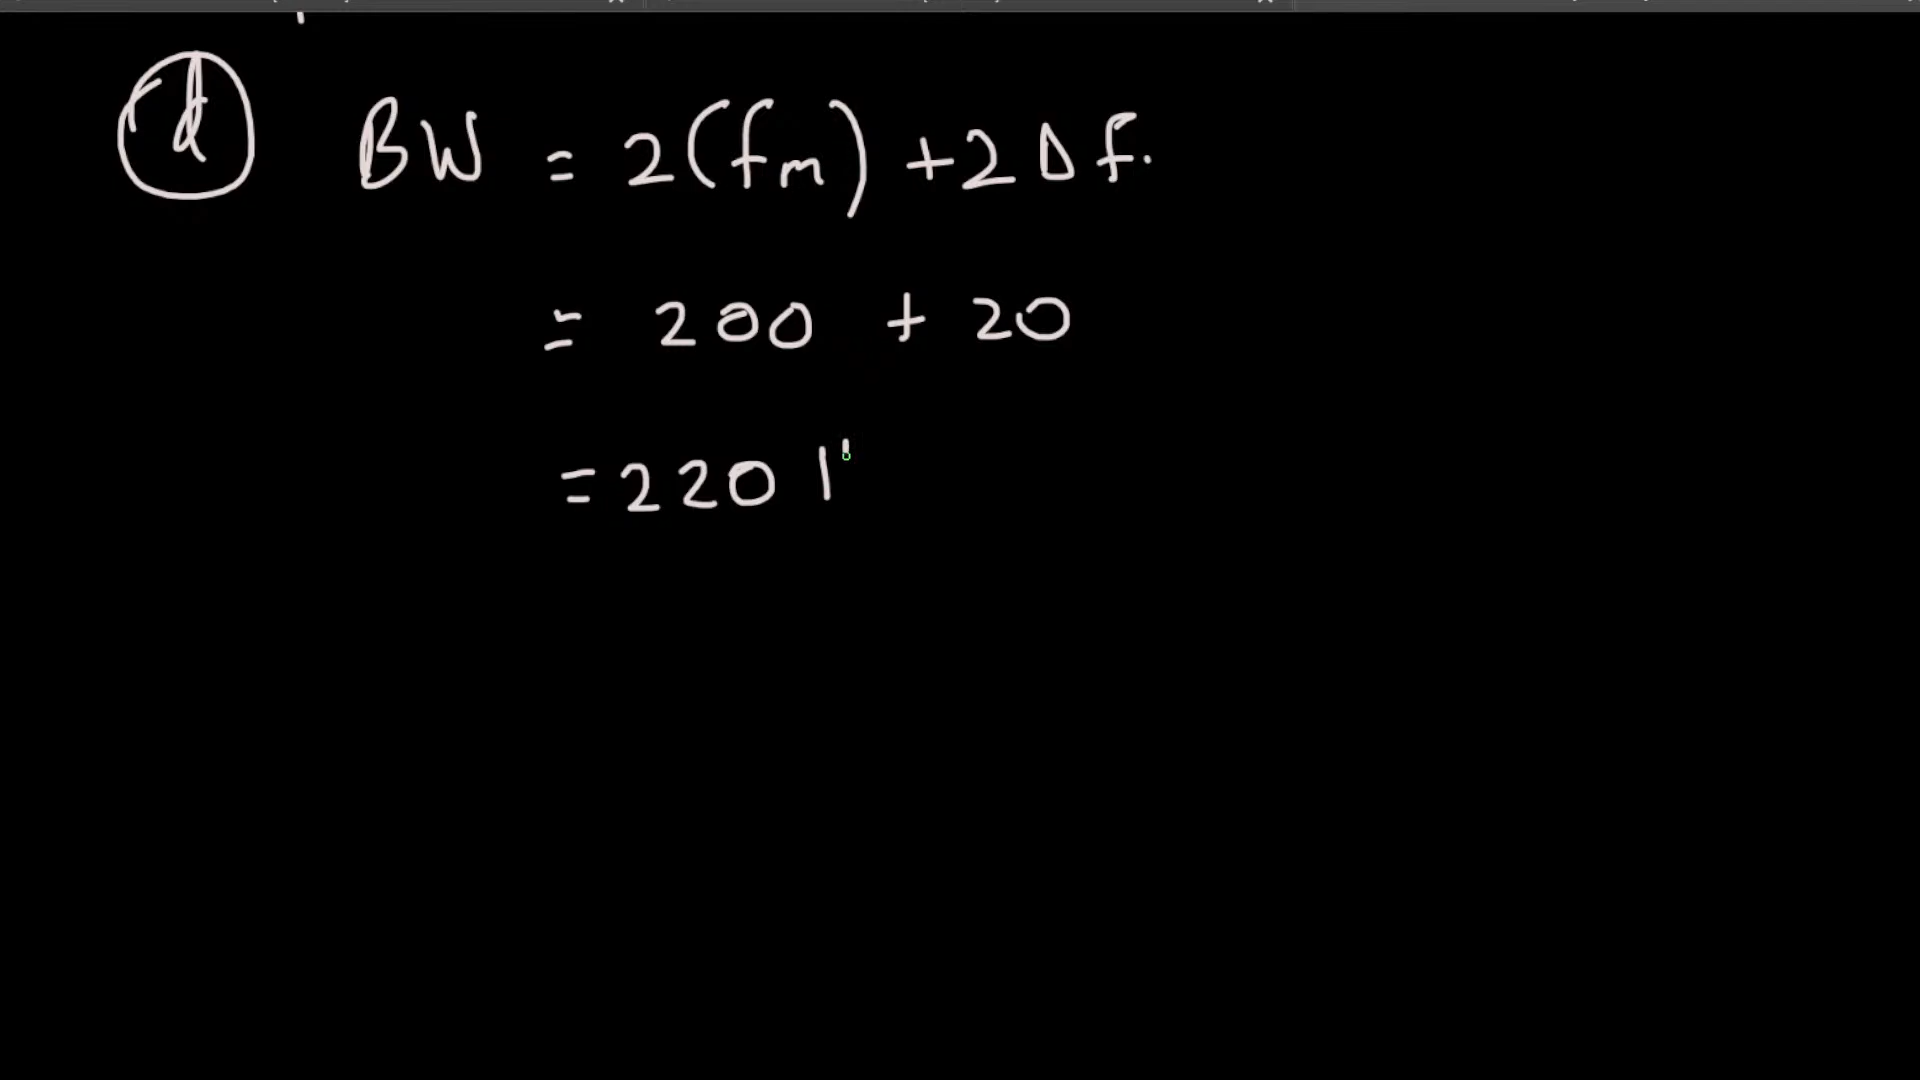 d BW = 2(fm) + 2Δf.
= 200 + 20
= 220